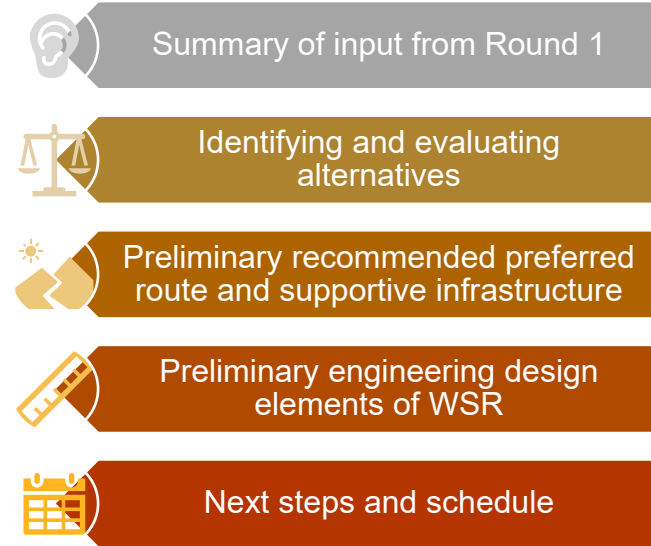 Summary of input from Round 1
Identifying and evaluating
alternatives
Preliminary recommended preferred
route and supportive infrastructure
Preliminary engineering design
elements of WSR
Next steps and schedule